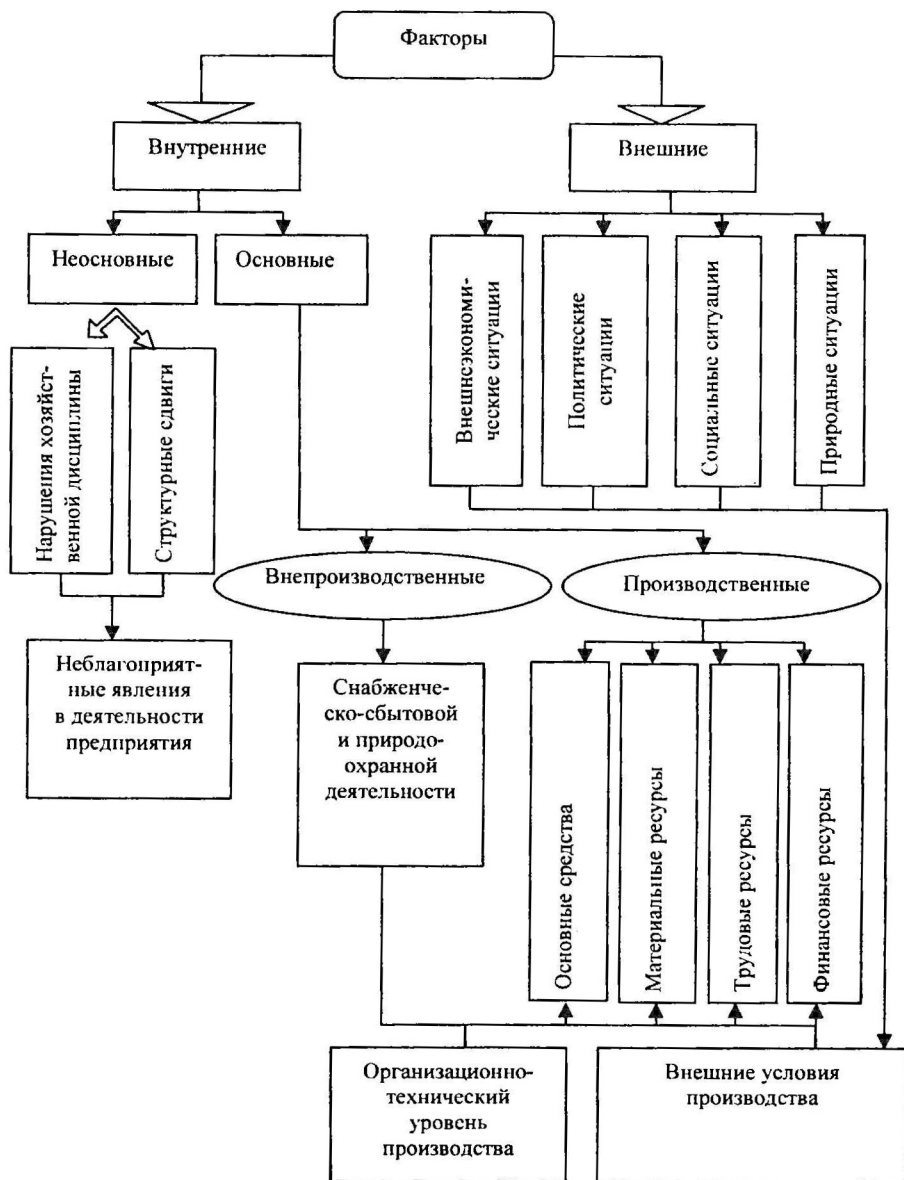 Факторы
Внутренние
Внешние
Неосновные
Основные
Внешнеэкономи-
ческие ситуации
Политические
ситуации
Социальные ситуации
Природные ситуации
Нарушения хозяйст-
венной дисциплины
Структурные сдвиги
Внепроизводственные
Производственные
Неблагоприят-
ные явления
в деятельности
предприятия
Снабженче-
ско-сбытовой
и природо-
охранной
деятельности
Основные средства
Материальные ресурсы
Трудовые ресурсы
Финансовые ресурсы
Организационно-
технический
уровень
производства
Внешние условия
производства